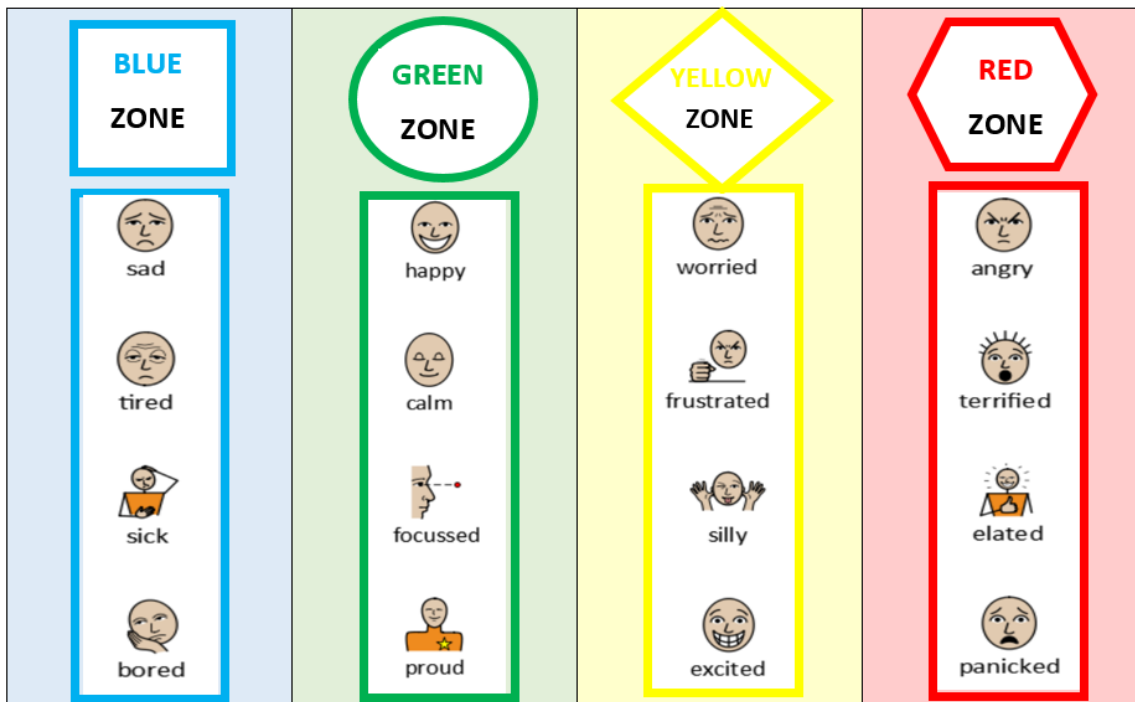 BLUE
ZONE
sad
tired
sick
bored
GREEN
ZONE
happy
calm
focussed
proud
YELLOW
ZONE
worried
frustrated
silly
excited
RED
ZONE
angry
terrified
elated
panicked